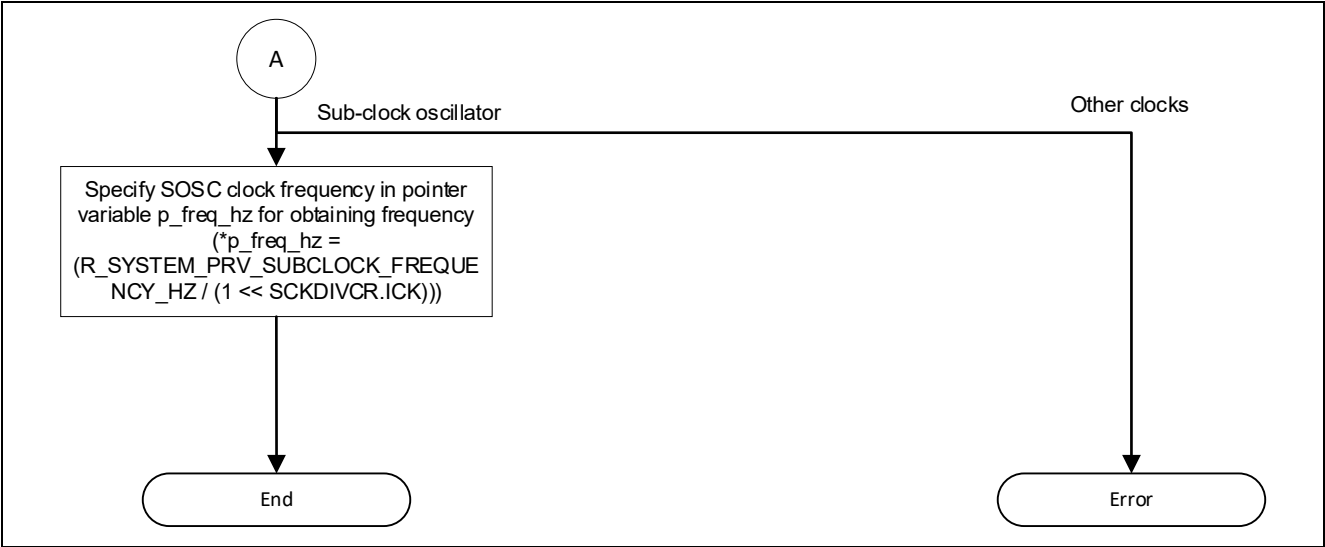 A
Sub-clock oscillator
Other clocks
Specify SOSC clock frequency in pointer
variable p_freq_hz for obtaining frequency
(*p_freq_hz =
(R_SYSTEM_PRV_SUBCLOCK_FREQUE
NCY_HZ / (1 << SCKDIVCR.ICK)))
End
Error